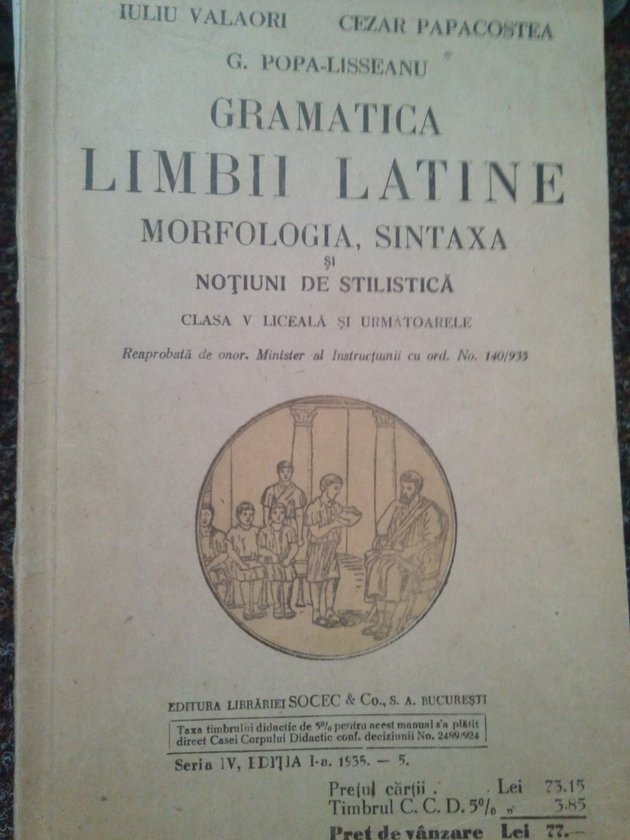 IULIU VALAORI CEZAR PAPACOSTEA
G. POPA-LISSEANU
GRAMATICA
LIMBII LATINE
MORFOLOGIA, SINTAXA
ŞI
NOŢIUNI DE STILISTICĂ
CLASA V LICEALĂ ŞI URMATOARELE
Reaprobată de onor. Minister al Instrucţiunii cu ord. No. 140/935
EDITURA LIBRĂRIEI SOCEC & Co., S. A. BUCUREŞTI
Taxa timbrului didactic de 5% pentru acest manual s'a plătit
direct Casei Corpului Didactic conf. deciziunii No. 2489/924
Seria IV, EDIŢIA I-a. 1935. — 5.
Preţul cărţii . . Lei 73.15
Timbrul C. C. D. 5% „ 3.85
Preţ de vânzare Lei 77.—